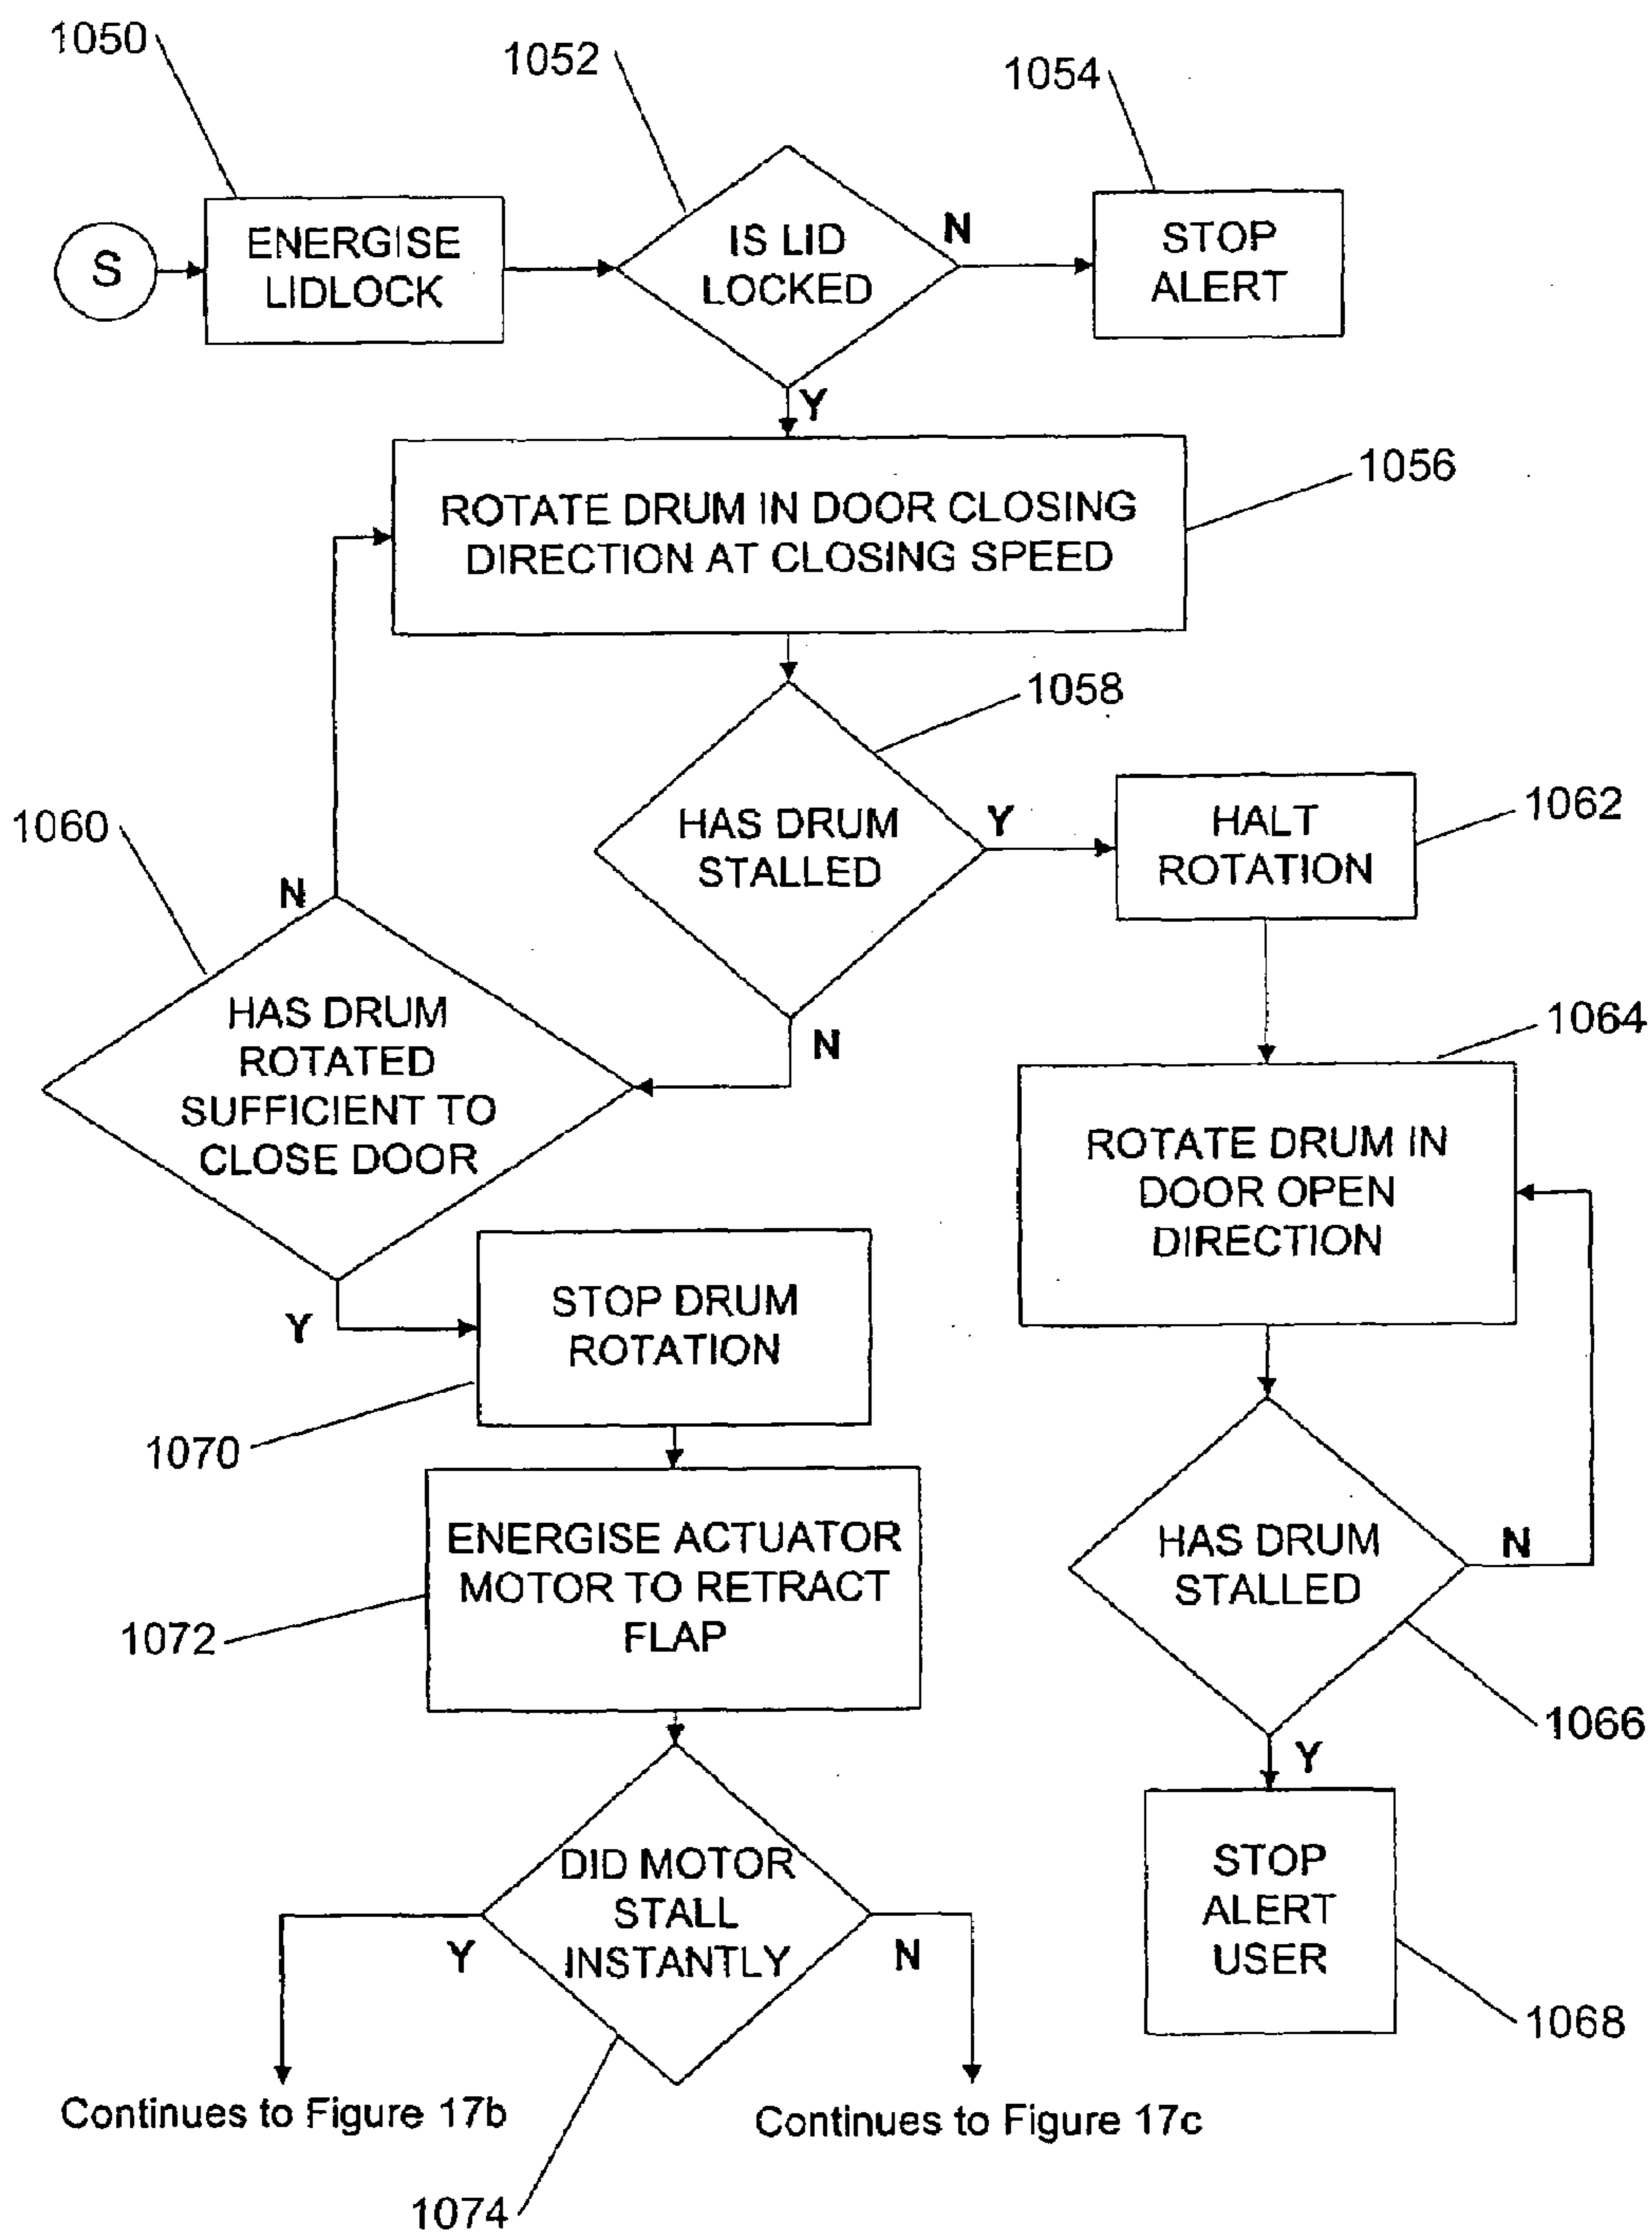 1050
1052
1054
S
ENERGISE
LIDLOCK
IS LID
LOCKED
N
STOP
ALERT
Y
1056
ROTATE DRUM IN DOOR CLOSING
DIRECTION AT CLOSING SPEED
1058
HAS DRUM
STALLED
Y
1062
HALT
ROTATION
1060
N
HAS DRUM
ROTATED
SUFFICIENT TO
CLOSE DOOR
N
1064
ROTATE DRUM IN
DOOR OPEN
DIRECTION
Y
STOP DRUM
ROTATION
1070
ENERGISE ACTUATOR
MOTOR TO RETRACT
FLAP
1072
HAS DRUM
STALLED
N
1066
Y
DID MOTOR
STALL
INSTANTLY
Y
N
STOP
ALERT
USER
1068
Continues to Figure 17b
Continues to Figure 17c
1074